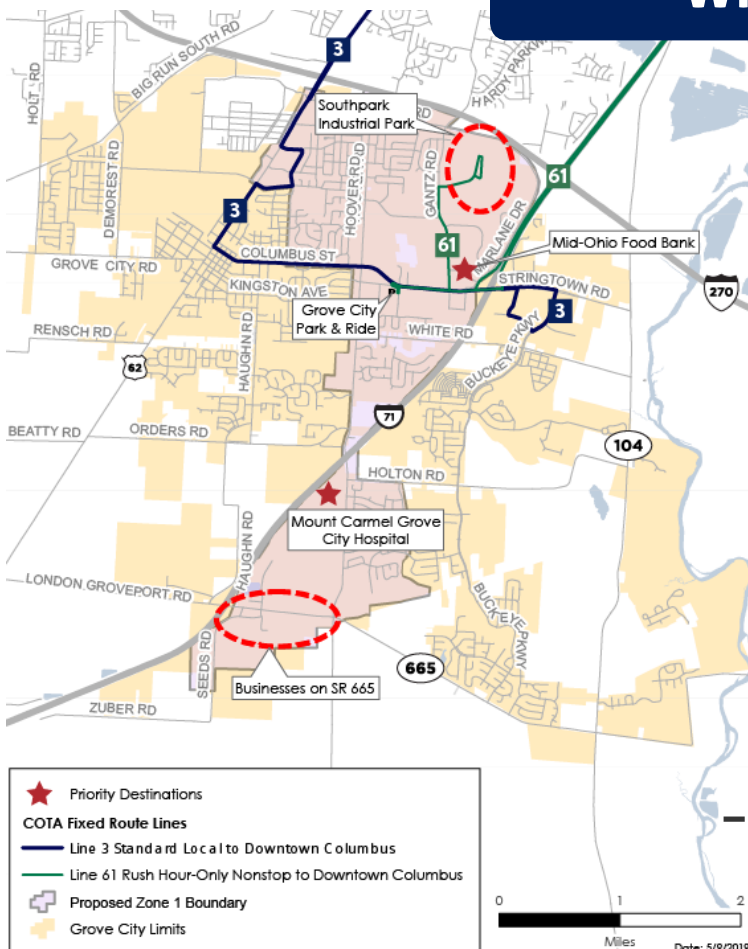 3
BIG RUN SOUTH RD
HOLT RD
HARDY PARKWAY
Southpark
Industrial Park
RD
DEMOREST RD
HOOVER RD
GANTZ RD
61
3
61
MARLANE DR
Mid-Ohio Food Bank
COLUMBUS ST
GROVE CITY RD
STRINGTOWN RD
KINGSTON AVE
270
P
Grove City
Park & Ride
3
WHITE RD
RENSCH RD
HAUGHN RD
BUCKEYE PKWY
62
71
BEATTY RD
ORDERS RD
104
HOLTON RD
Mount Carmel Grove
City Hospital
HAUGHN RD
LONDON GROVEPORT RD
BUCKEYE PKWY
SEEDS RD
665
Businesses on SR 665
ZUBER RD
Priority Destinations
COTA Fixed Route Lines
Line 3 Standard Local to Downtown Columbus
Line 61 Rush Hour-Only Nonstop to Downtown Columbus
Proposed Zone 1 Boundary
Grove City Limits
0 1 2
Miles
Date: 5/8/2019